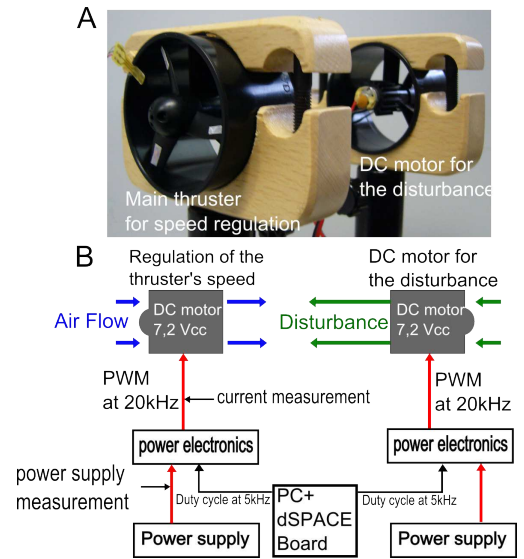 A
Main thruster
for speed regulation
DC motor for
the disturbance
B
Regulation of the
thruster's speed
DC motor for
the disturbance
Air Flow
DC motor
7,2 Vcc
Disturbance
DC motor
7,2 Vcc
PWM
at 20kHz
current measurement
PWM
at 20kHz
power electronics
power electronics
power supply
measurement
Duty cycle at 5kHz
PC+
dSPACE
Board
Duty cycle at 5kHz
Power supply
Power supply